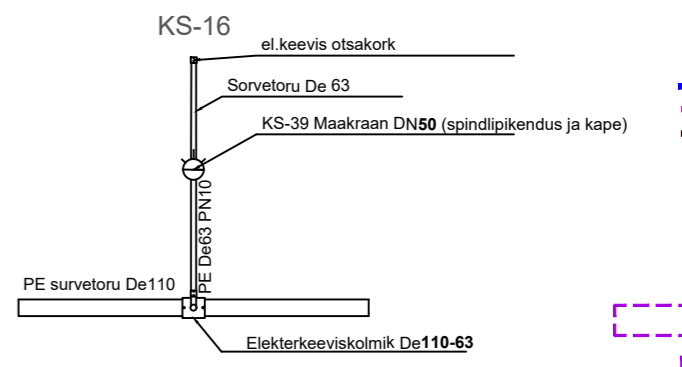 KS-16
el.keevis otsakork
Sorvetoru De 63
KS-39 Maakraan DN50 (spindlipikendus ja kape)
PE De63 PN10
PE survetoru De110
Elekterkeeviskolmik De110-63